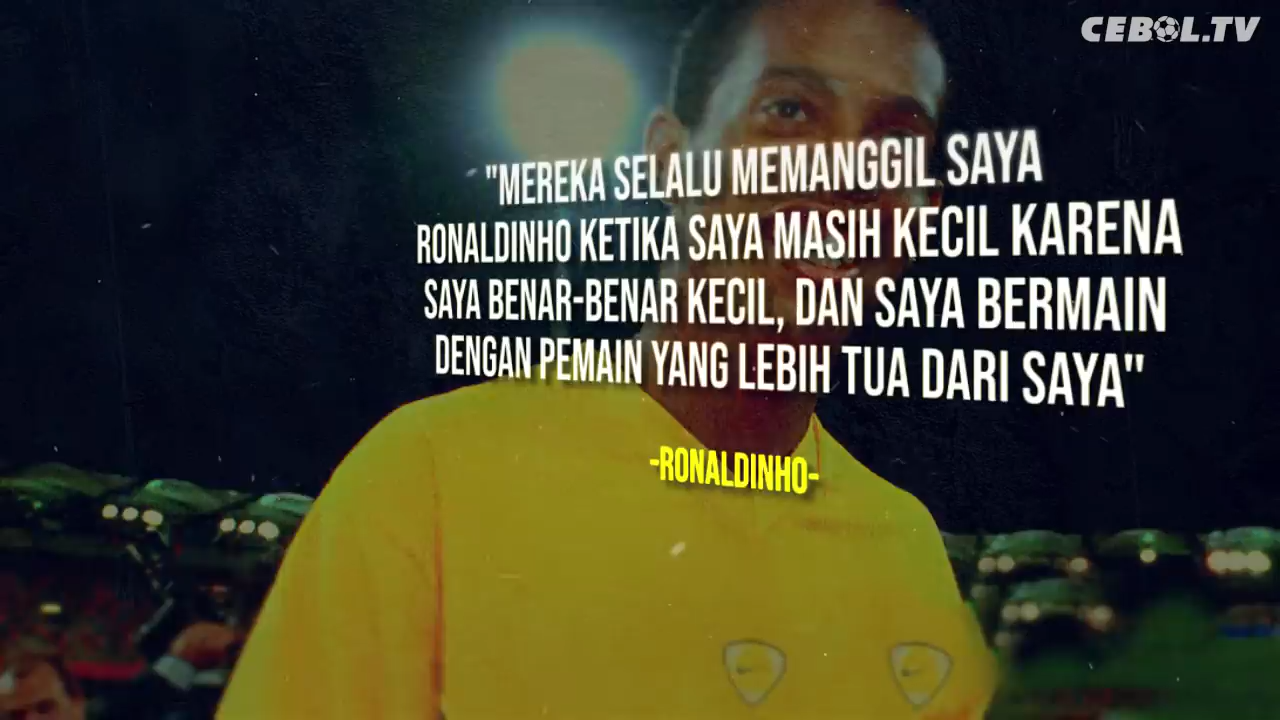 CEBOL.TV
"MEREKA SELALU MEMANGGIL SAYA
RONALDINHO KETIKA SAYA MASIH KECIL KARENA
SAYA BENAR-BENAR KECIL, DAN SAYA BERMAIN
DENGAN PEMAIN YANG LEBIH TUA DARI SAYA"
-RONALDINHO-